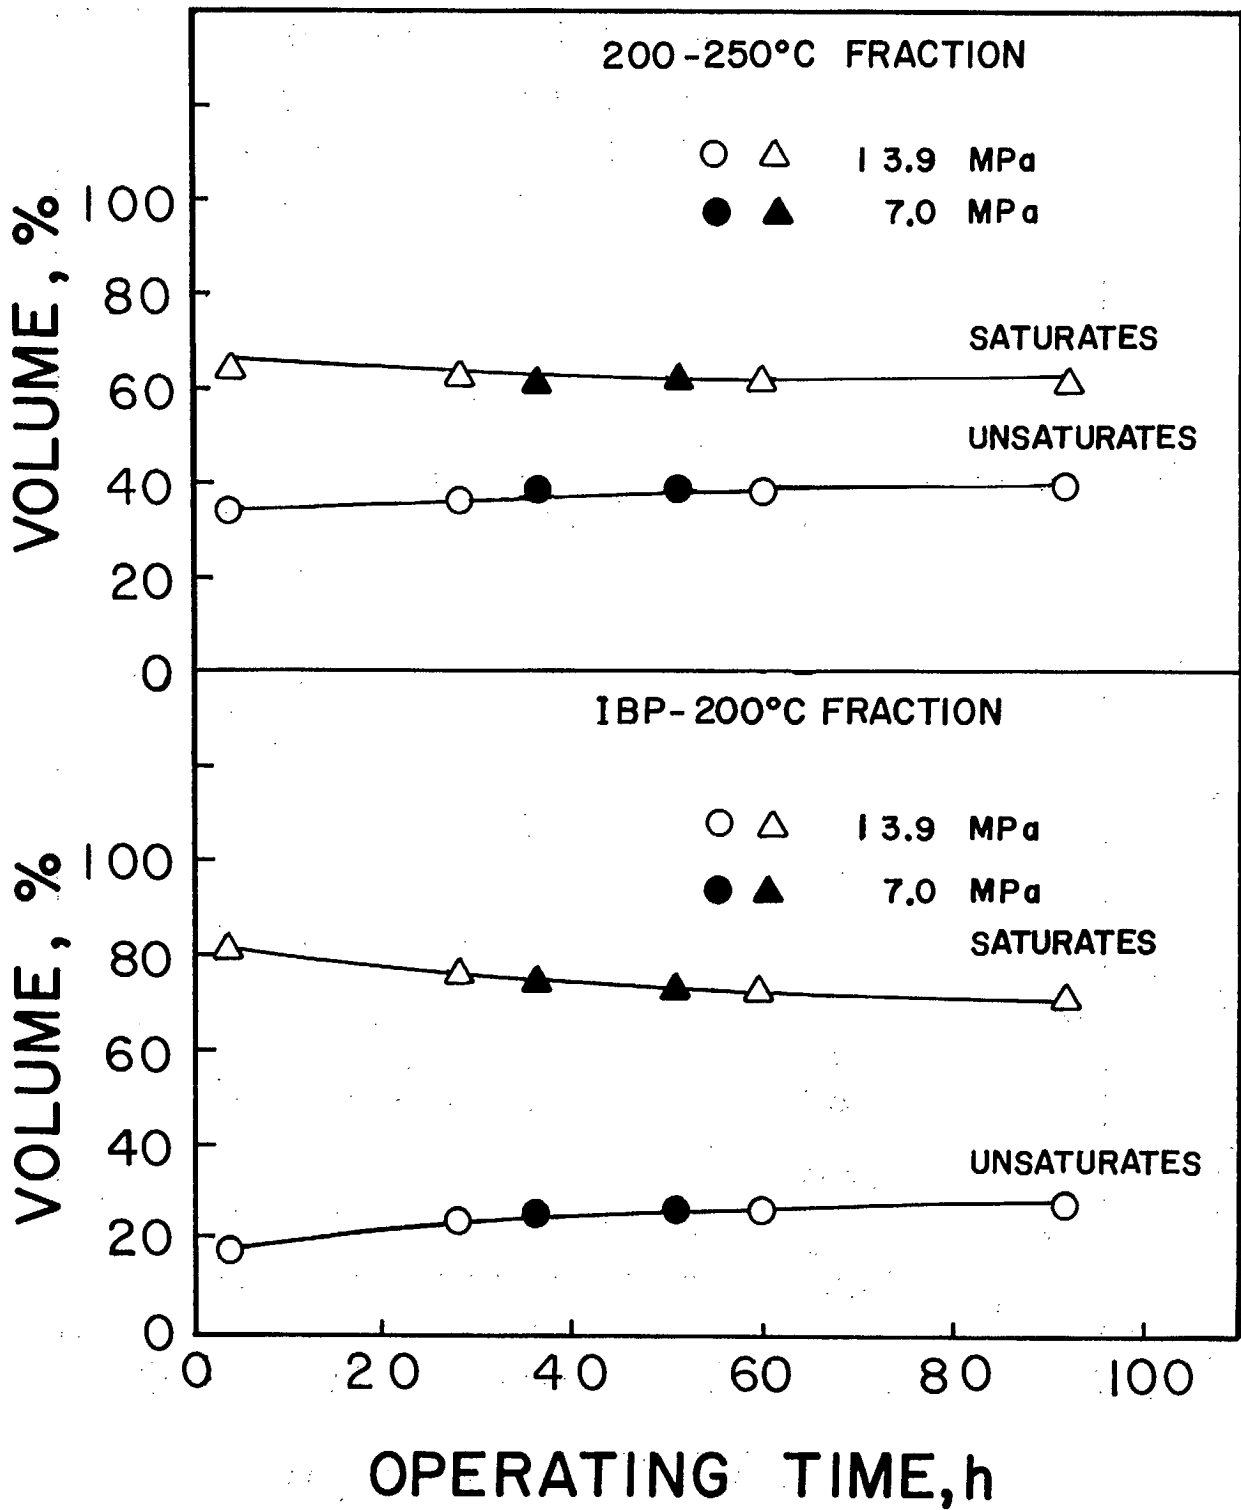 200-250°C FRACTION
13.9 MPa
7.0 MPa
100
80
60
40
20
0
VOLUME, %
SATURATES
UNSATURATES
IBP-200°C FRACTION
13.9 MPa
7.0 MPa
100
80
60
40
20
0
VOLUME, %
SATURATES
UNSATURATES
0 20 40 60 80 100
OPERATING TIME,h